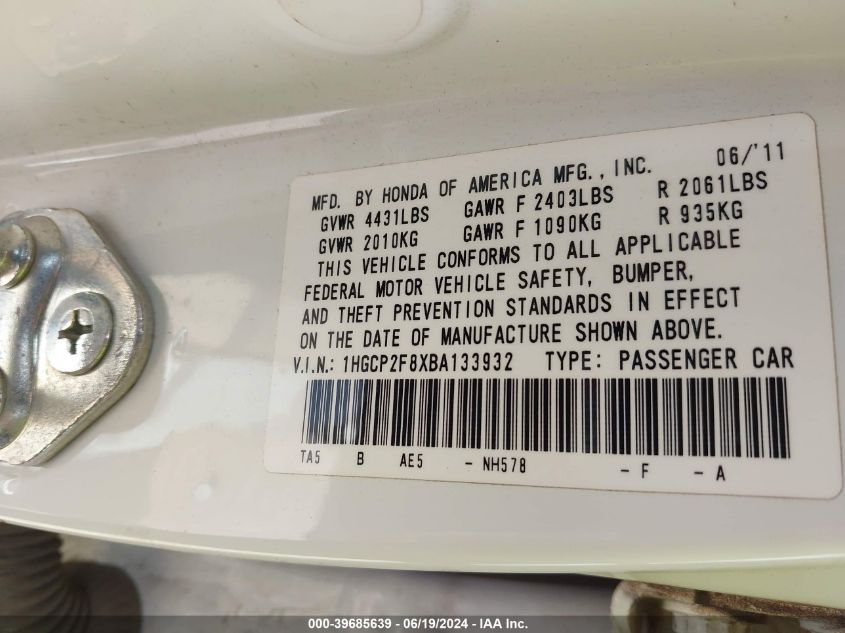 MFD. BY HONDA OF AMERICA MFG., INC. 06/'11
GVWR 4431LBS GAWR F 2403LBS R 2061LBS
GVWR 2010KG GAWR F 1090KG R 935KG
THIS VEHICLE CONFORMS TO ALL APPLICABLE
FEDERAL MOTOR VEHICLE SAFETY, BUMPER,
AND THEFT PREVENTION STANDARDS IN EFFECT
ON THE DATE OF MANUFACTURE SHOWN ABOVE.
V.I.N.: 1HGCP2F8XBA133932 TYPE: PASSENGER CAR
TA5 B AE5 - NH578 - F - A
000-39685639 - 06/19/2024 - IAA Inc.